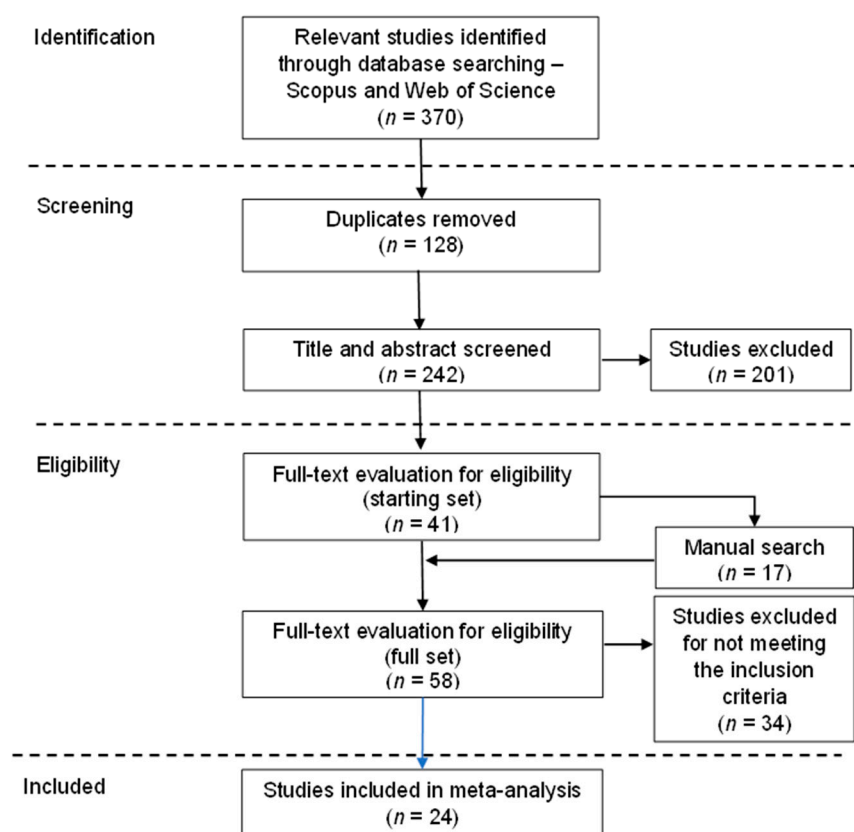 Identification
Relevant studies identified
through database searching –
Scopus and Web of Science
(n = 370)
Screening
Duplicates removed
(n = 128)
Title and abstract screened
(n = 242)
Studies excluded
(n = 201)
Eligibility
Full-text evaluation for eligibility
(starting set)
(n = 41)
Manual search
(n = 17)
Full-text evaluation for eligibility
(full set)
(n = 58)
Studies excluded
for not meeting
the inclusion
criteria
(n = 34)
Included
Studies included in meta-analysis
(n = 24)